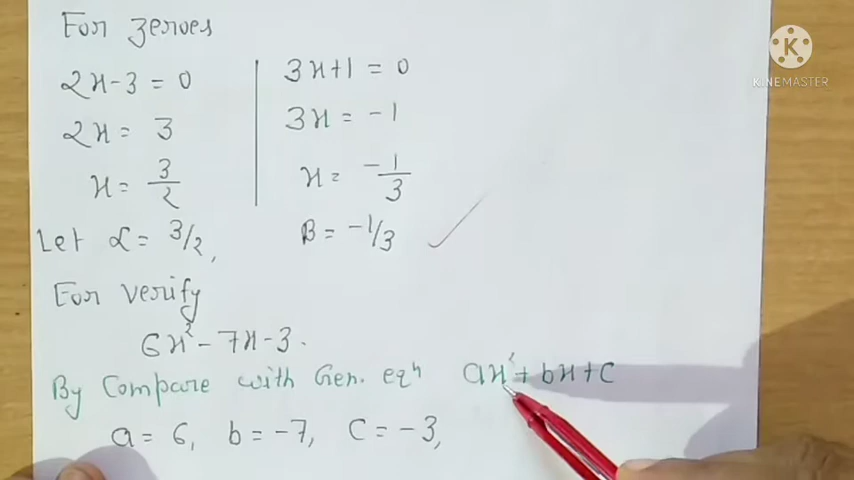 For zeroes
2x-3 = 0
2x = 3
x = 3/2
3x+1 = 0
3x = -1
x = -1/3
Let α = 3/2,
β = -1/3
For verify
6x²-7x-3.
By Compare with Gen. eqⁿ ax²+bx+c
a = 6, b = -7, c = -3,
K
KINEMASTER